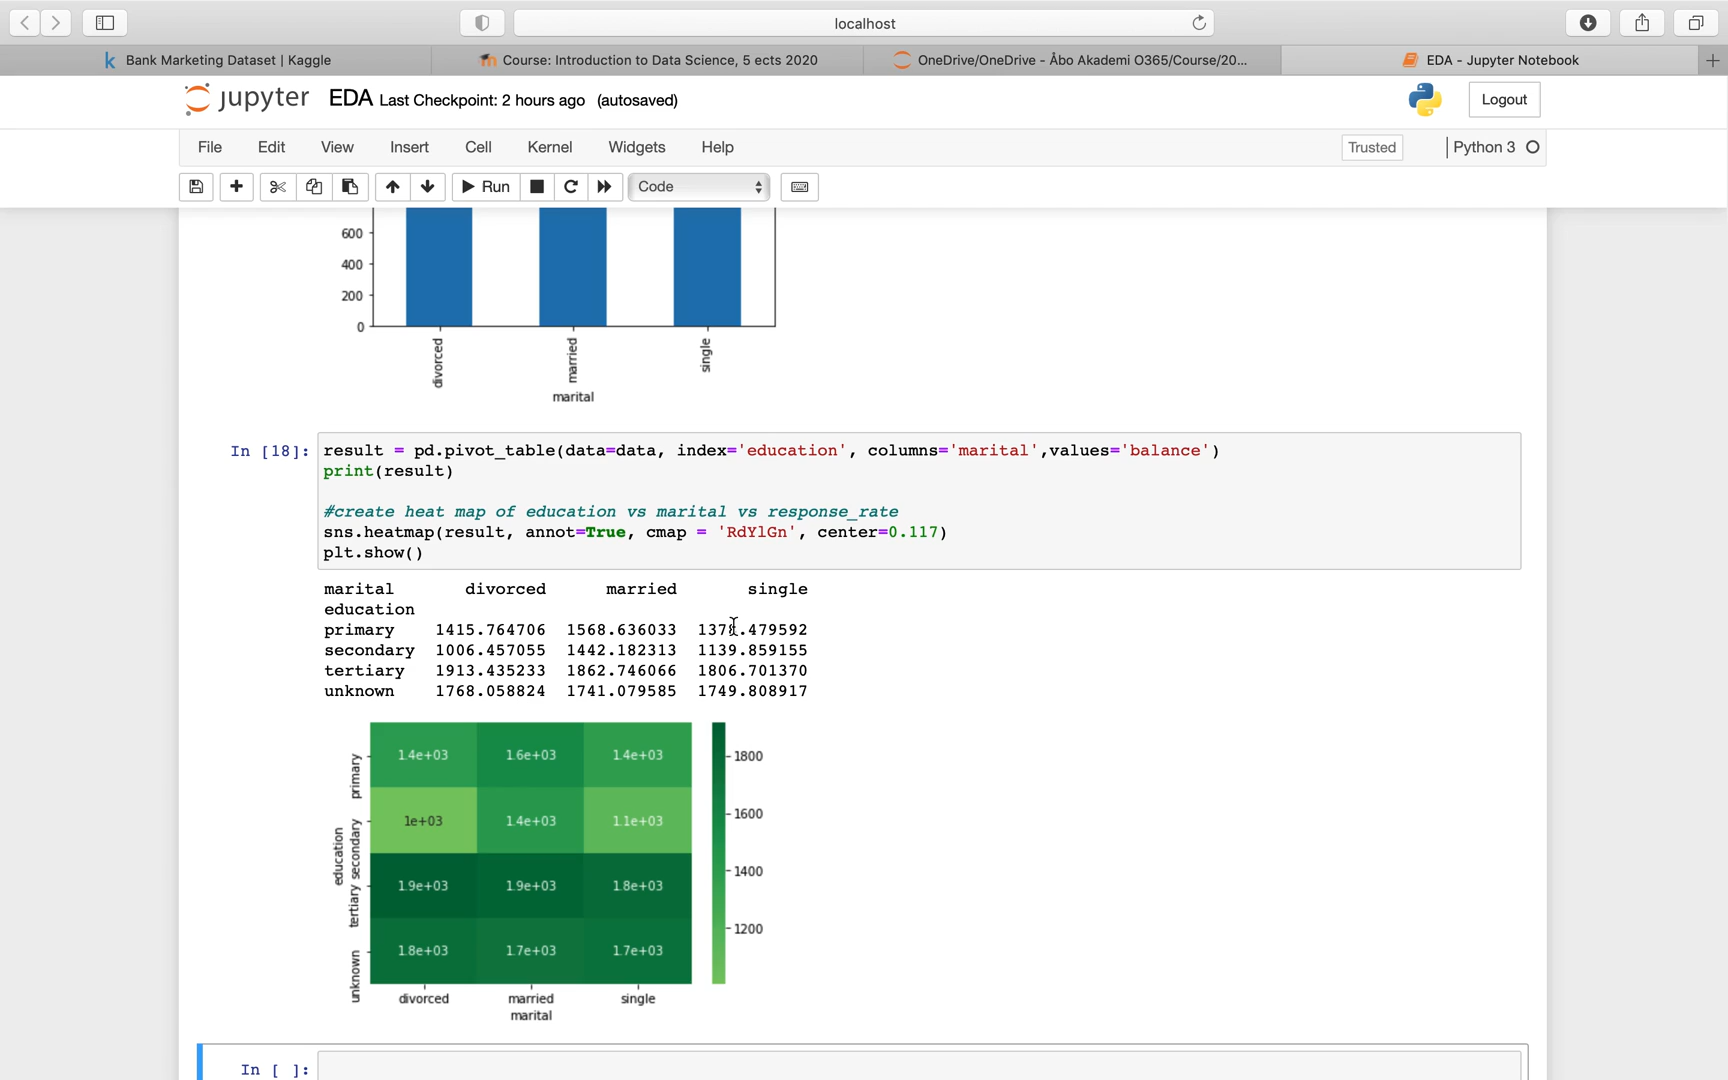 localhost
Bank Marketing Dataset | Kaggle
Course: Introduction to Data Science, 5 ects 2020
OneDrive/OneDrive - Åbo Akademi O365/Course/20...
EDA - Jupyter Notebook
jupyter EDA Last Checkpoint: 2 hours ago (autosaved)
Logout
File Edit View Insert Cell Kernel Widgets Help
Trusted
Python 3
Run
Code
600
400
200
0
divorced
married
single
marital
In [18]:
result = pd.pivot_table(data=data, index='education', columns='marital',values='balance')
print(result)
#create heat map of education vs marital vs response_rate
sns.heatmap(result, annot=True, cmap = 'RdYlGn', center=0.117)
plt.show()
marital divorced married single
education
primary 1415.764706 1568.636033 1378.479592
secondary 1006.457055 1442.182313 1139.859155
tertiary 1913.435233 1862.746066 1806.701370
unknown 1768.058824 1741.079585 1749.808917
primary 1.4e+03 1.6e+03 1.4e+03
secondary 1e+03 1.4e+03 1.1e+03
tertiary 1.9e+03 1.9e+03 1.8e+03
unknown 1.8e+03 1.7e+03 1.7e+03
education
divorced married single
marital
1800
1600
1400
1200
In [ ]: